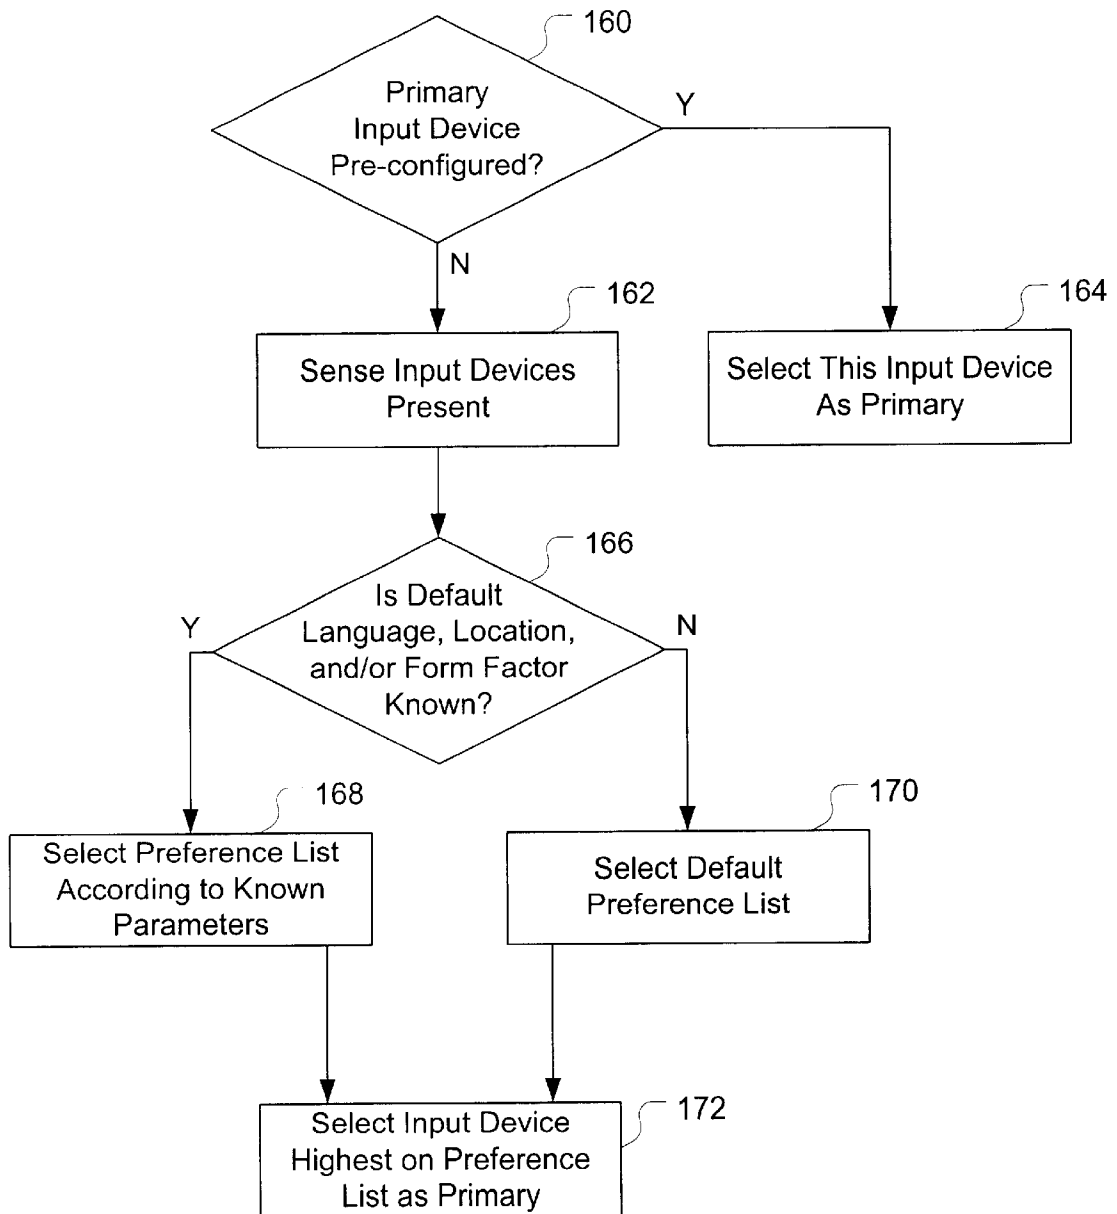 160
Primary
Input Device
Pre-configured?
Y
N
162
Sense Input Devices
Present
164
Select This Input Device
As Primary
166
Is Default
Language, Location,
and/or Form Factor
Known?
Y
N
168
Select Preference List
According to Known
Parameters
170
Select Default
Preference List
172
Select Input Device
Highest on Preference
List as Primary